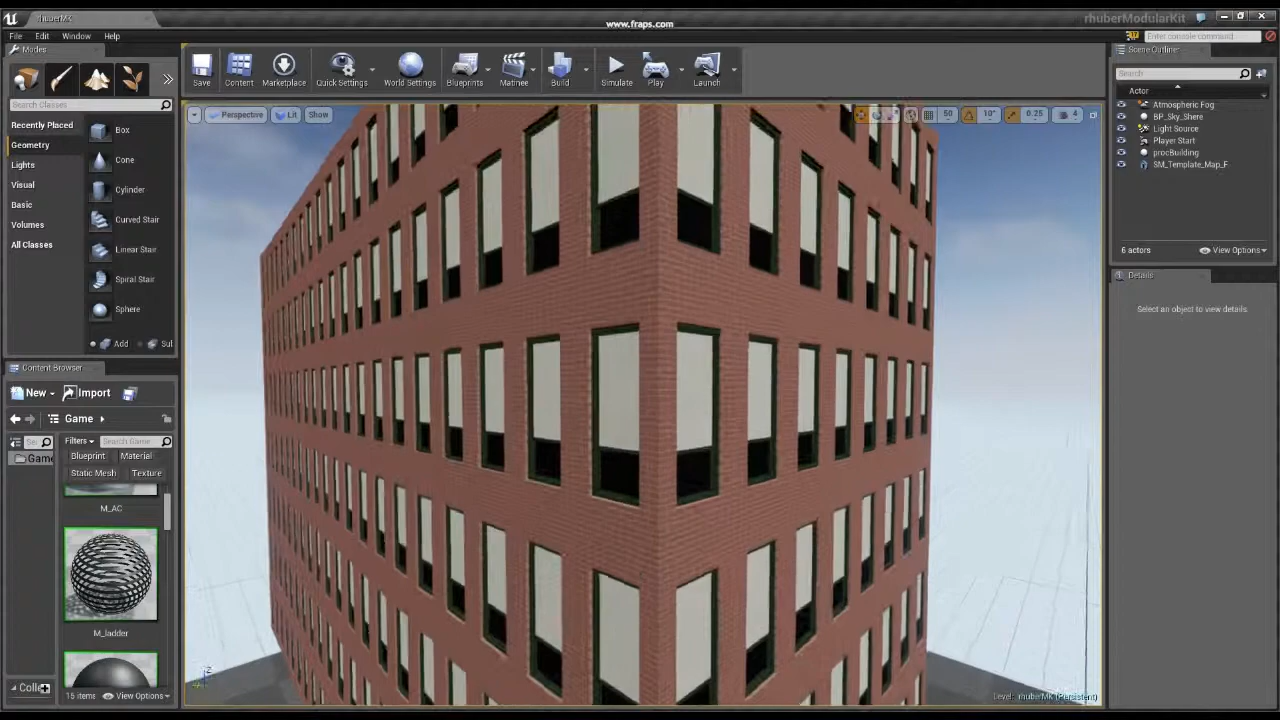 rhuberMK
www.fraps.com
rhuberModularKit
File Edit Window Help
Enter console command
Modes
Save Content Marketplace Quick Settings World Settings Blueprints Matinee Build Simulate Play Launch
Search Classes
Recently Placed
Geometry
Lights
Visual
Basic
Volumes
All Classes
Box
Cone
Cylinder
Curved Stair
Linear Stair
Spiral Stair
Sphere
Add Sul
Perspective Lit Show
50 10° 0.25 4
Scene Outliner
Search
Actor
Atmospheric Fog
BP_Sky_Shere
Light Source
Player Start
procBuilding
SM_Template_Map_F
6 actors View Options
Details
Select an object to view details.
Content Browser
New Import
Game
Filters Search Game
Game
Blueprint Material
Static Mesh Texture
M_AC
M_ladder
Colle
15 items View Options
Z
Level: rhuberMk (Persistent)